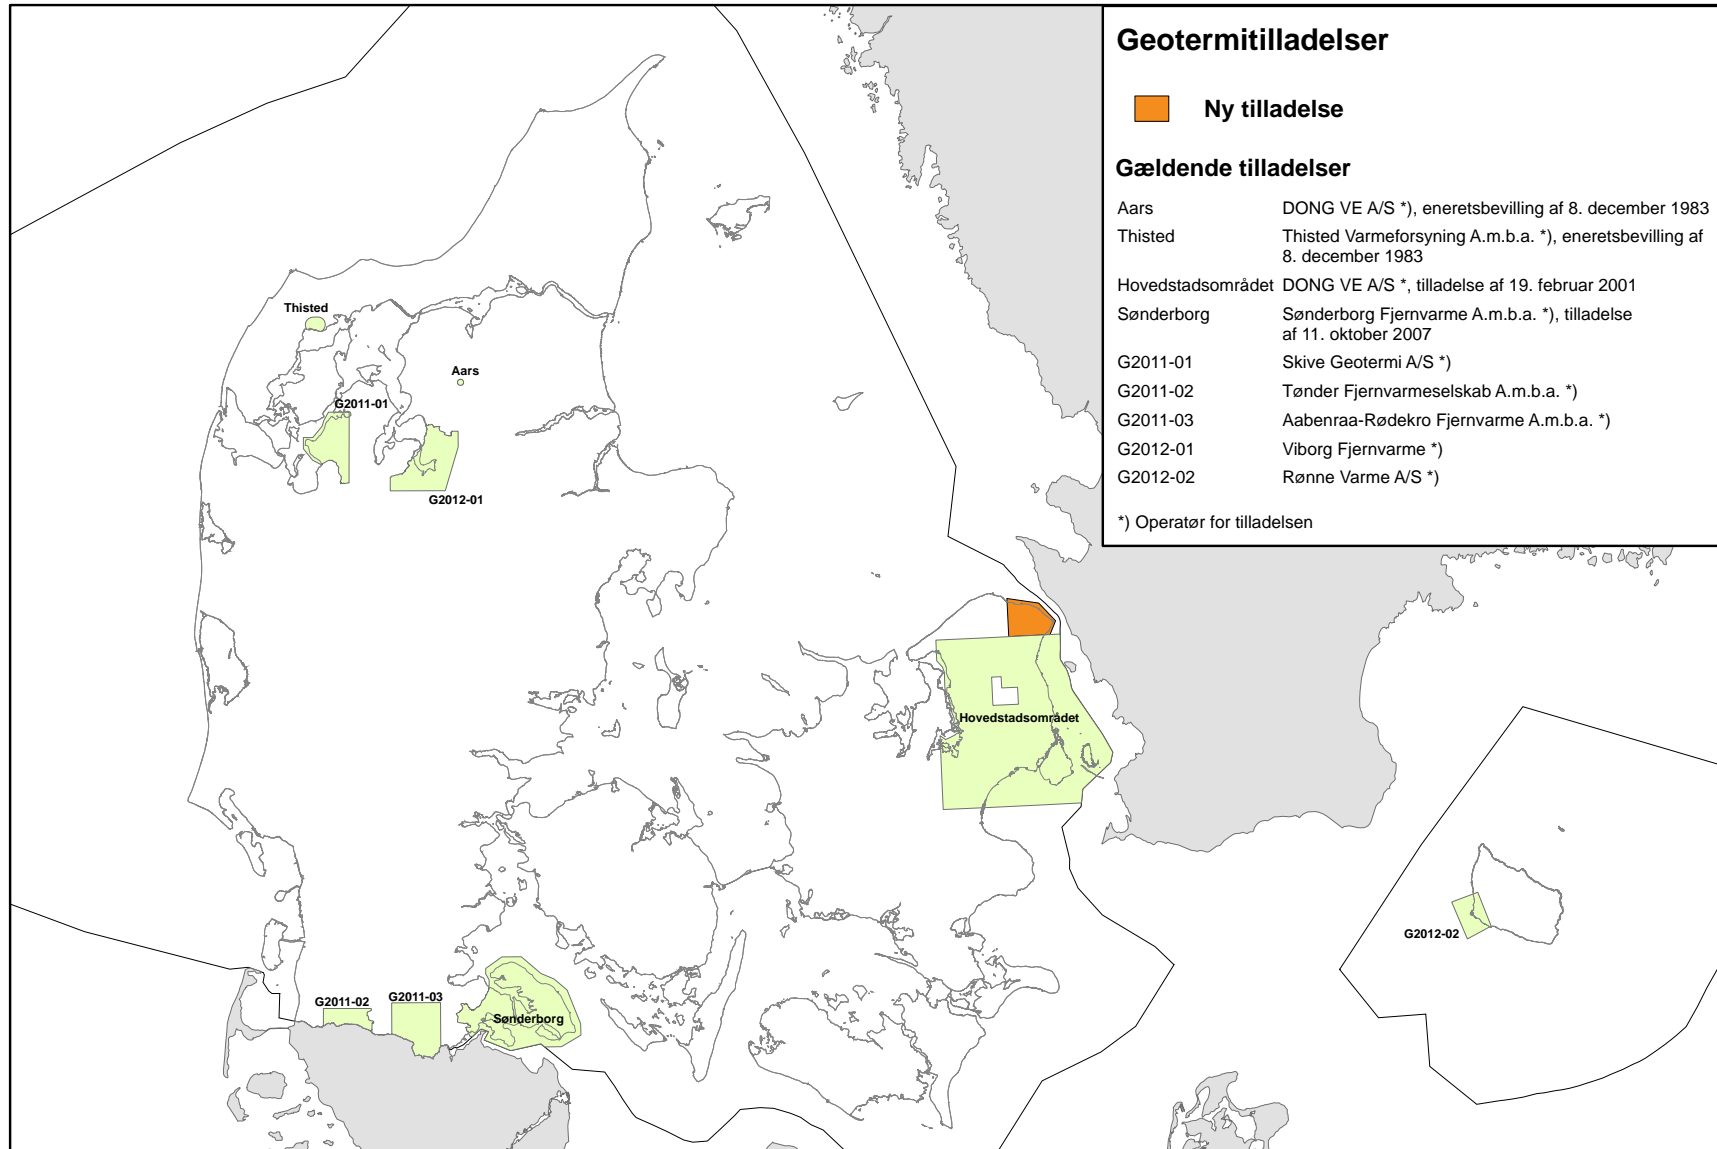 Geotermitilladelser
Ny tilladelse
Gældende tilladelser
Aars DONG VE A/S *), eneretsbevilling af 8. december 1983
Thisted Thisted Varmeforsyning A.m.b.a. *), eneretsbevilling af
8. december 1983
Hovedstadsområdet DONG VE A/S *, tilladelse af 19. februar 2001
Sønderborg Sønderborg Fjernvarme A.m.b.a. *), tilladelse
af 11. oktober 2007
G2011-01 Skive Geotermi A/S *)
G2011-02 Tønder Fjernvarmeselskab A.m.b.a. *)
G2011-03 Aabenraa-Rødekro Fjernvarme A.m.b.a. *)
G2012-01 Viborg Fjernvarme *)
G2012-02 Rønne Varme A/S *)
*) Operatør for tilladelsen
Thisted
Aars
G2011-01
G2012-01
Hovedstadsområdet
G2012-02
G2011-02
G2011-03
Sønderborg